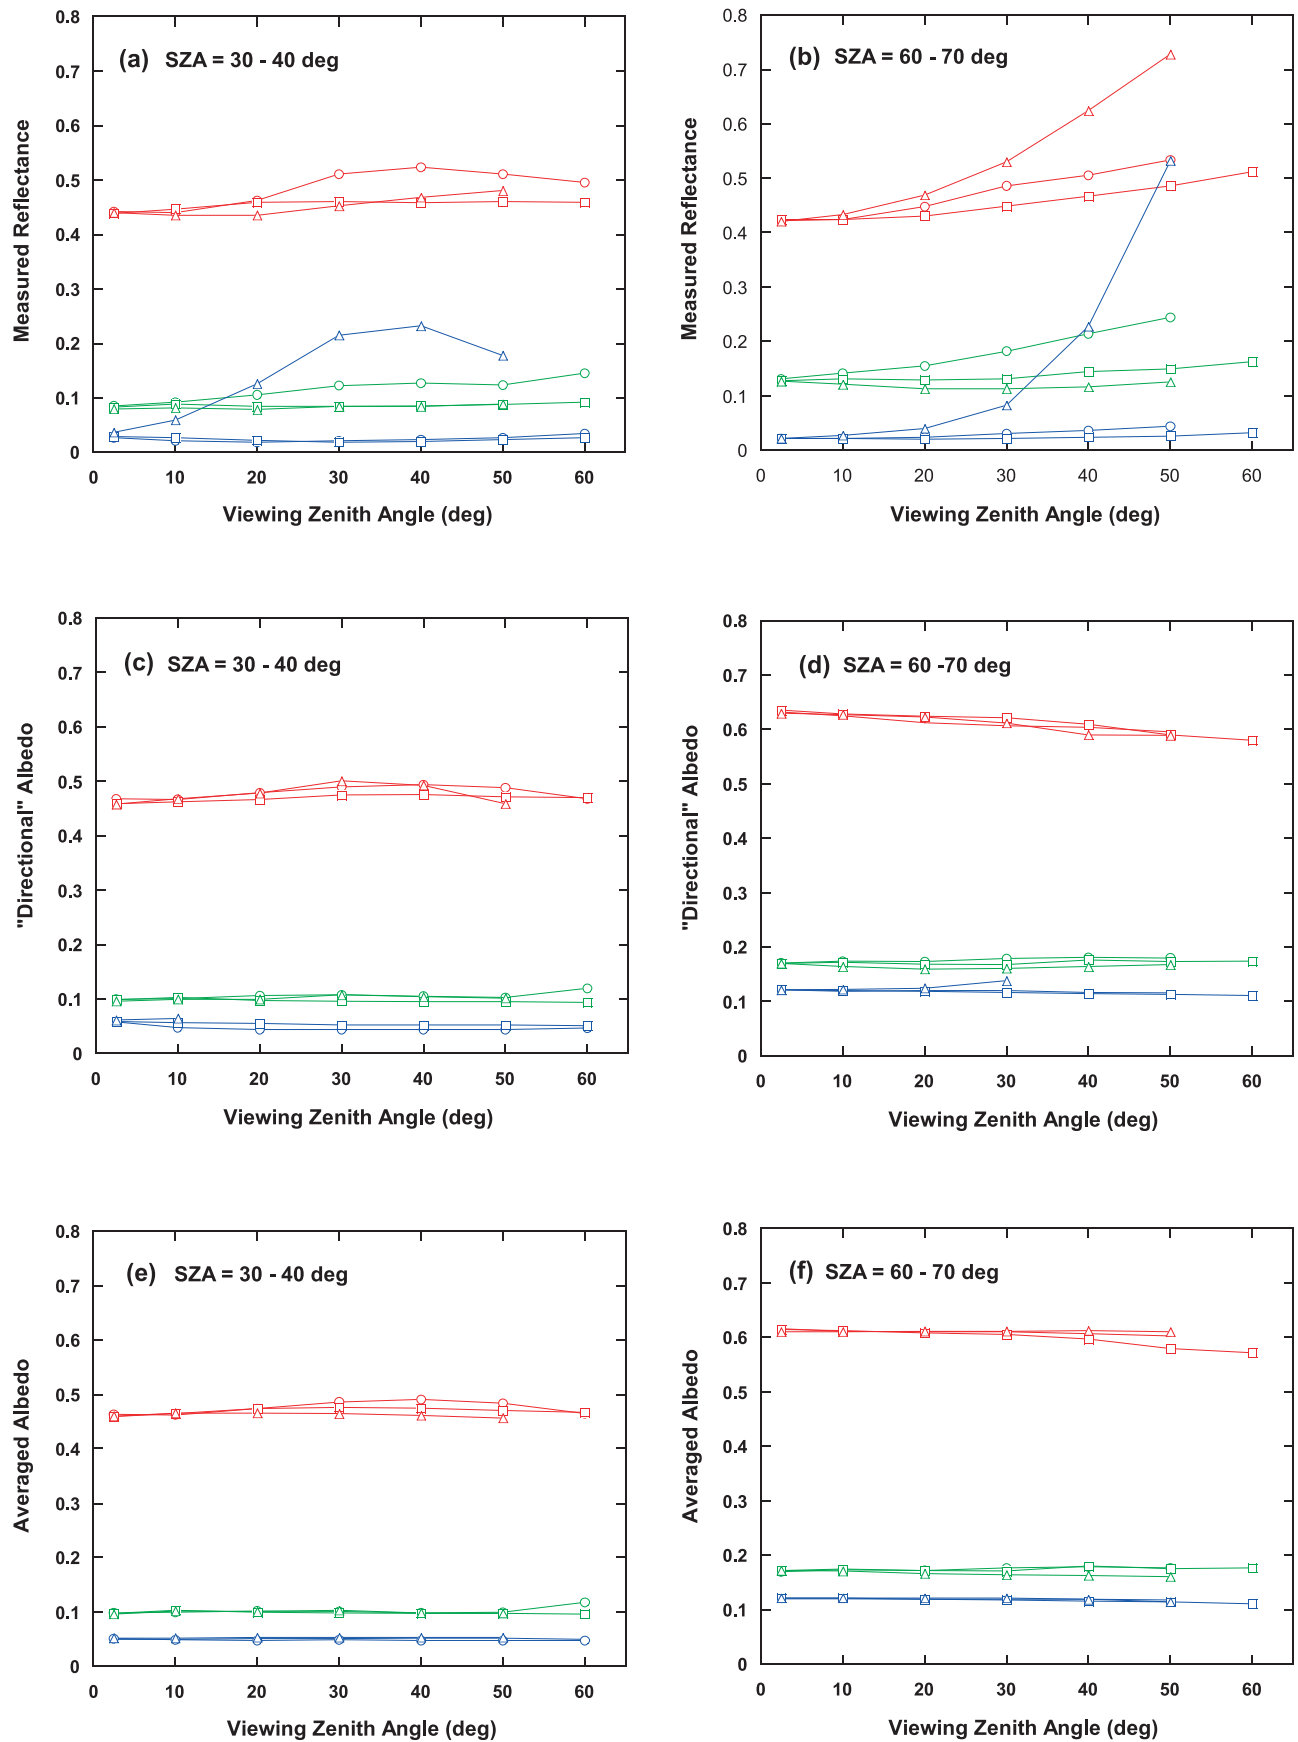 (a) SZA = 30 - 40 deg
0.8
0.7
0.6
0.5
0.4
0.3
0.2
0.1
0
Measured Reflectance
0 10 20 30 40 50 60
Viewing Zenith Angle (deg)
(b) SZA = 60 - 70 deg
0.8
0.7
0.6
0.5
0.4
0.3
0.2
0.1
0
Measured Reflectance
0 10 20 30 40 50 60
Viewing Zenith Angle (deg)
(c) SZA = 30 - 40 deg
0.8
0.7
0.6
0.5
0.4
0.3
0.2
0.1
0
"Directional" Albedo
0 10 20 30 40 50 60
Viewing Zenith Angle (deg)
(d) SZA = 60 -70 deg
0.8
0.7
0.6
0.5
0.4
0.3
0.2
0.1
0
"Directional" Albedo
0 10 20 30 40 50 60
Viewing Zenith Angle (deg)
(e) SZA = 30 - 40 deg
0.8
0.7
0.6
0.5
0.4
0.3
0.2
0.1
0
Averaged Albedo
0 10 20 30 40 50 60
Viewing Zenith Angle (deg)
(f) SZA = 60 - 70 deg
0.8
0.7
0.6
0.5
0.4
0.3
0.2
0.1
0
Averaged Albedo
0 10 20 30 40 50 60
Viewing Zenith Angle (deg)